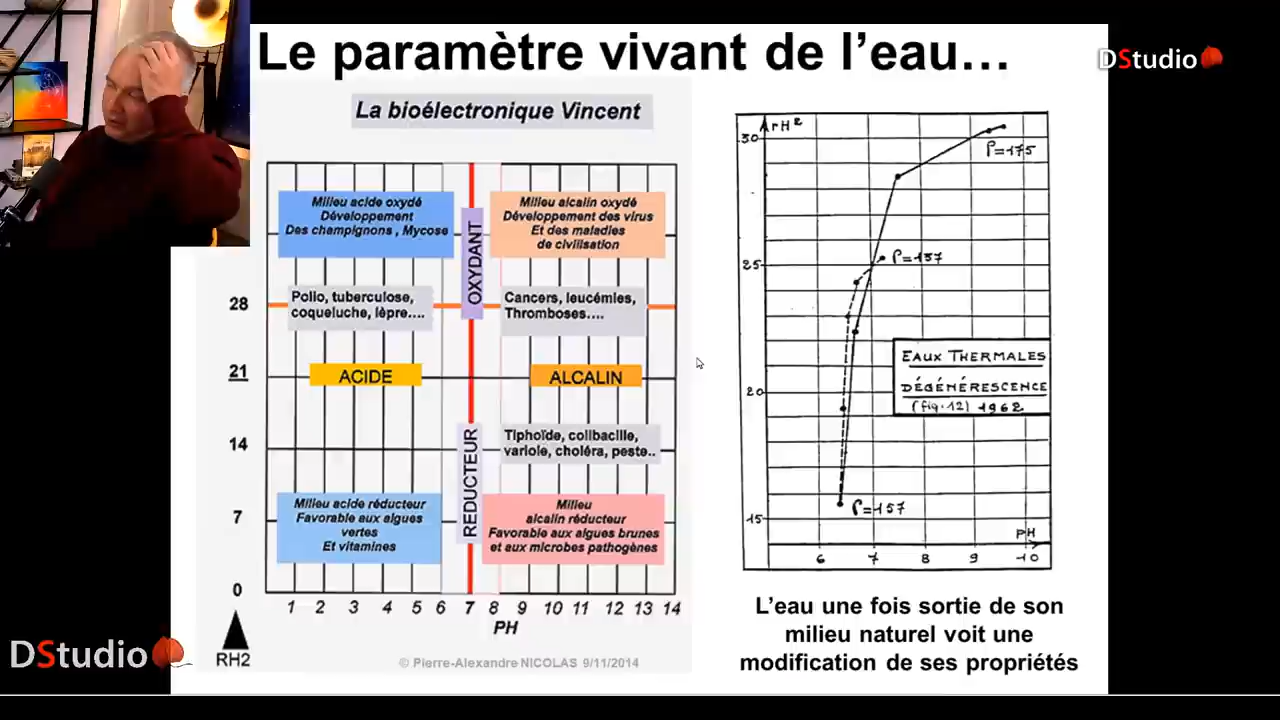 Le paramètre vivant de l’eau…
DStudio
La bioélectronique Vincent
Milieu acide oxydé
Développement
Des champignons , Mycose
Milieu alcalin oxydé
Développement des virus
Et des maladies
de civilisation
OXYDANT
28
Polio, tuberculose,
coqueluche, lèpre....
Cancers, leucémies,
Thromboses....
21
ACIDE
ALCALIN
14
Tiphoïde, colibacille,
variole, choléra, peste..
REDUCTEUR
7
Milieu acide réducteur
Favorable aux algues
vertes
Et vitamines
Milieu
alcalin réducteur
Favorable aux algues brunes
et aux microbes pathogènes
0
1 2 3 4 5 6 7 8 9 10 11 12 13 14
PH
RH2
© Pierre-Alexandre NICOLAS 9/11/2014
DStudio
rH²
30
ρ=175
25
ρ=157
EAUX THERMALES
DÉGÉNÉRESCENCE
(fig.12) 1962
20
ρ=157
15
PH
6 7 8 9 10
L’eau une fois sortie de son
milieu naturel voit une
modification de ses propriétés